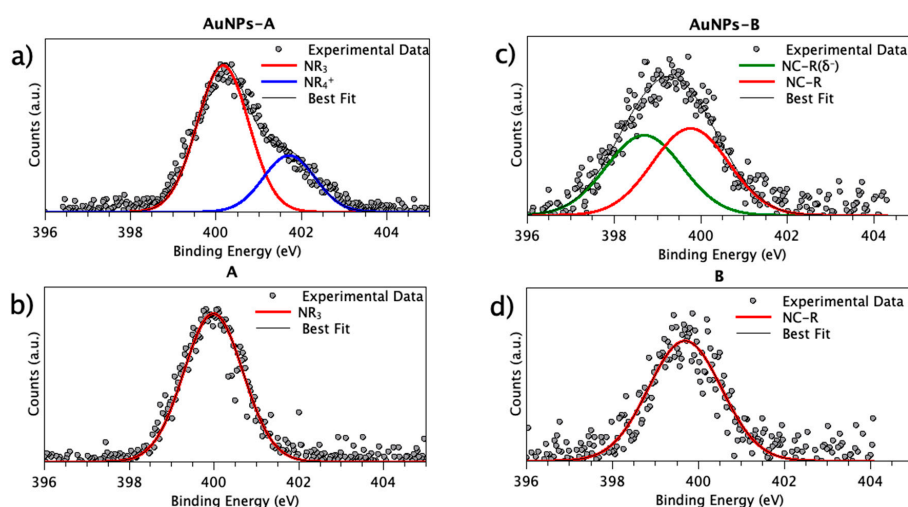 AuNPs-A
a)
Experimental Data
NR₃
NR₄⁺
Best Fit
Counts (a.u.)
396 398 400 402 404
Binding Energy (eV)
AuNPs-B
c)
Experimental Data
NC-R(δ⁻)
NC-R
Best Fit
Counts (a.u.)
396 398 400 402 404
Binding Energy (eV)
A
b)
Experimental Data
NR₃
Best Fit
Counts (a.u.)
396 398 400 402 404
Binding Energy (eV)
B
d)
Experimental Data
NC-R
Best Fit
Counts (a.u.)
396 398 400 402 404
Binding Energy (eV)